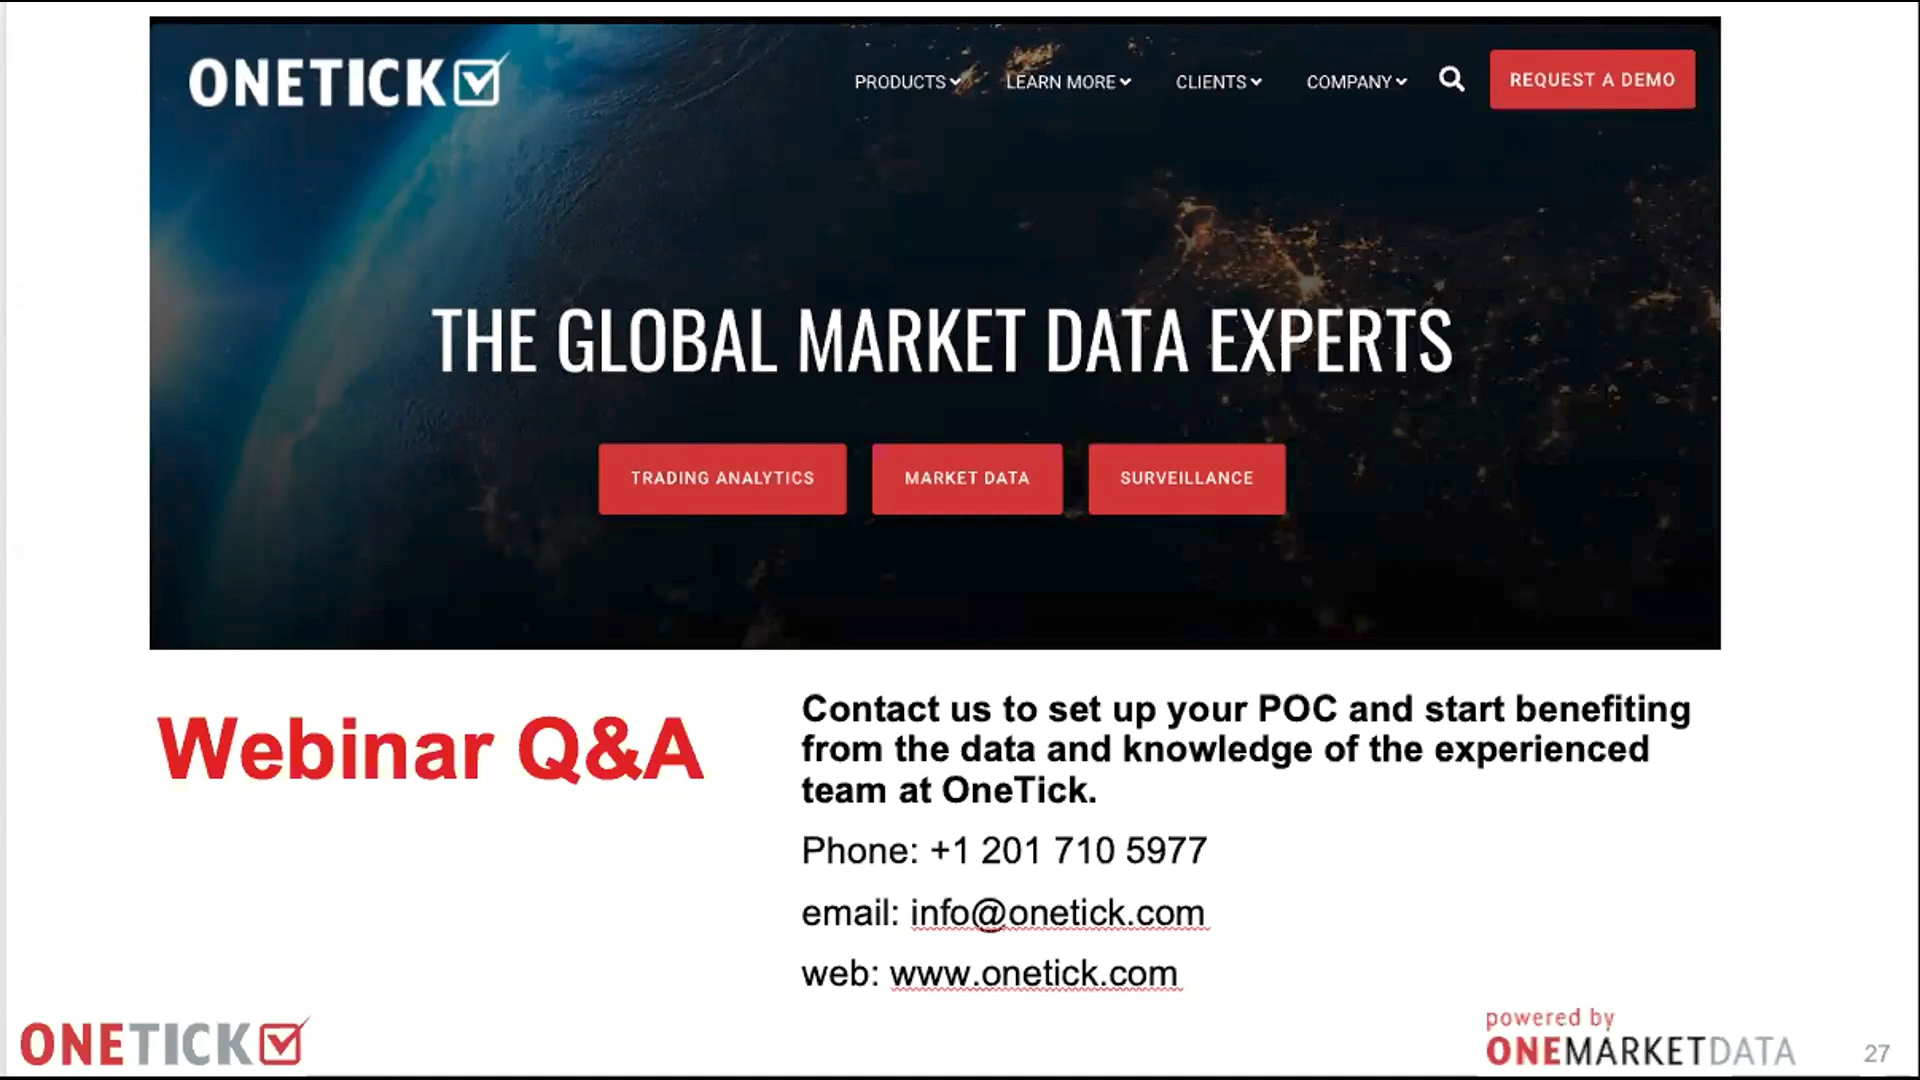 ONETICK
PRODUCTS LEARN MORE CLIENTS COMPANY REQUEST A DEMO
THE GLOBAL MARKET DATA EXPERTS
TRADING ANALYTICS MARKET DATA SURVEILLANCE
Webinar Q&A
Contact us to set up your POC and start benefiting
from the data and knowledge of the experienced
team at OneTick.
Phone: +1 201 710 5977
email: info@onetick.com
web: www.onetick.com
ONETICK
powered by
ONEMARKETDATA
27